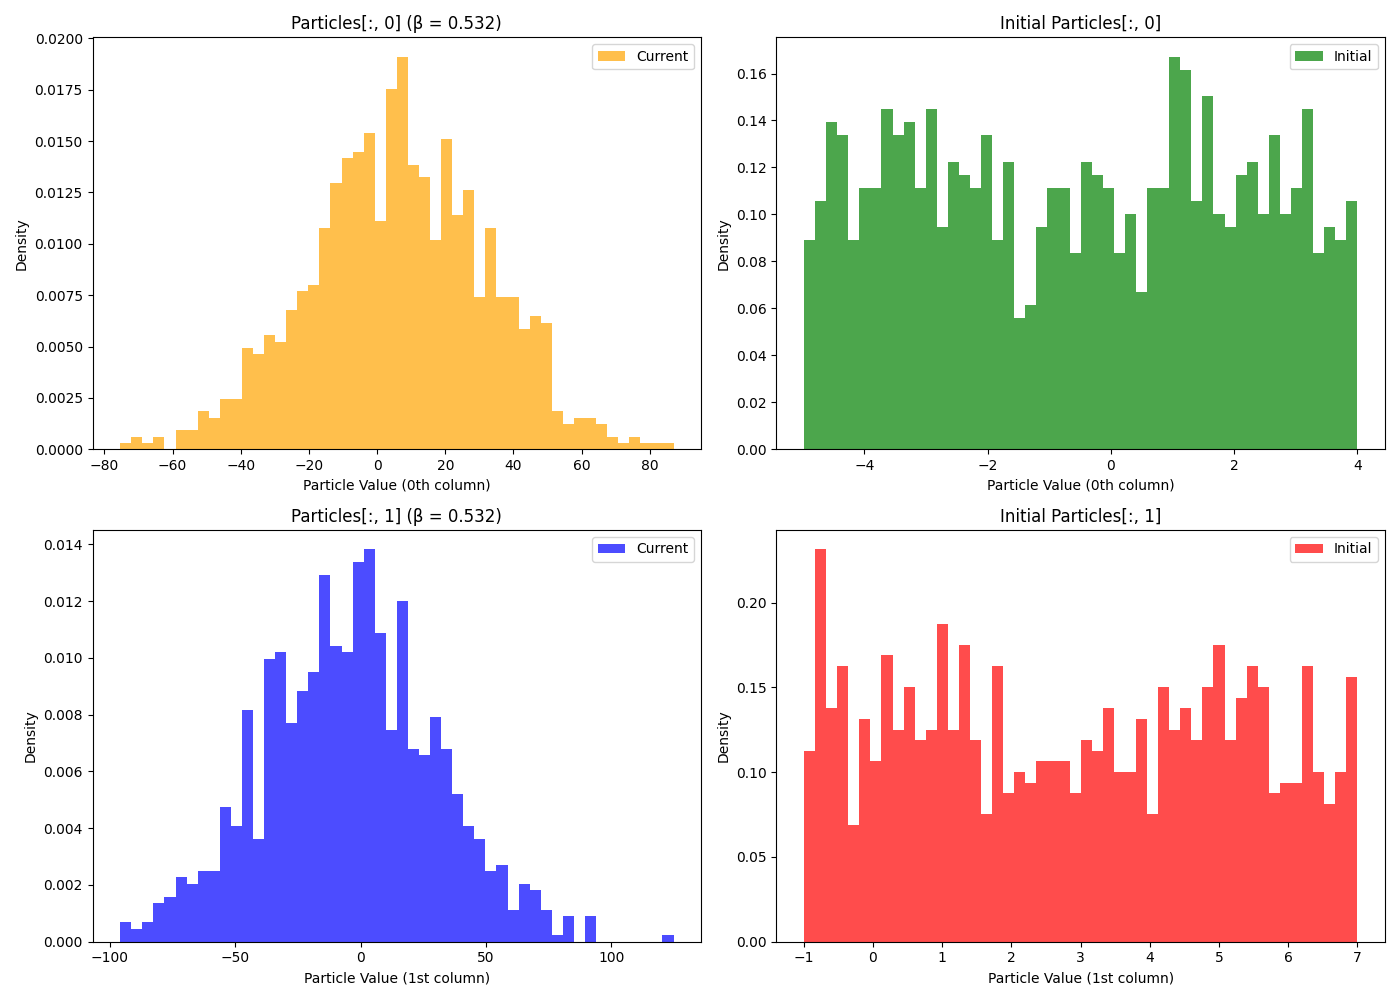 Particles[:, 0] (β = 0.532)
Density
0.0200
0.0175
0.0150
0.0125
0.0100
0.0075
0.0050
0.0025
0.0000
Current
−80 −60 −40 −20 0 20 40 60 80
Particle Value (0th column)
Initial Particles[:, 0]
Density
0.16
0.14
0.12
0.10
0.08
0.06
0.04
0.02
0.00
Initial
−4 −2 0 2 4
Particle Value (0th column)
Particles[:, 1] (β = 0.532)
Density
0.014
0.012
0.010
0.008
0.006
0.004
0.002
0.000
Current
−100 −50 0 50 100
Particle Value (1st column)
Initial Particles[:, 1]
Density
0.20
0.15
0.10
0.05
0.00
Initial
−1 0 1 2 3 4 5 6 7
Particle Value (1st column)